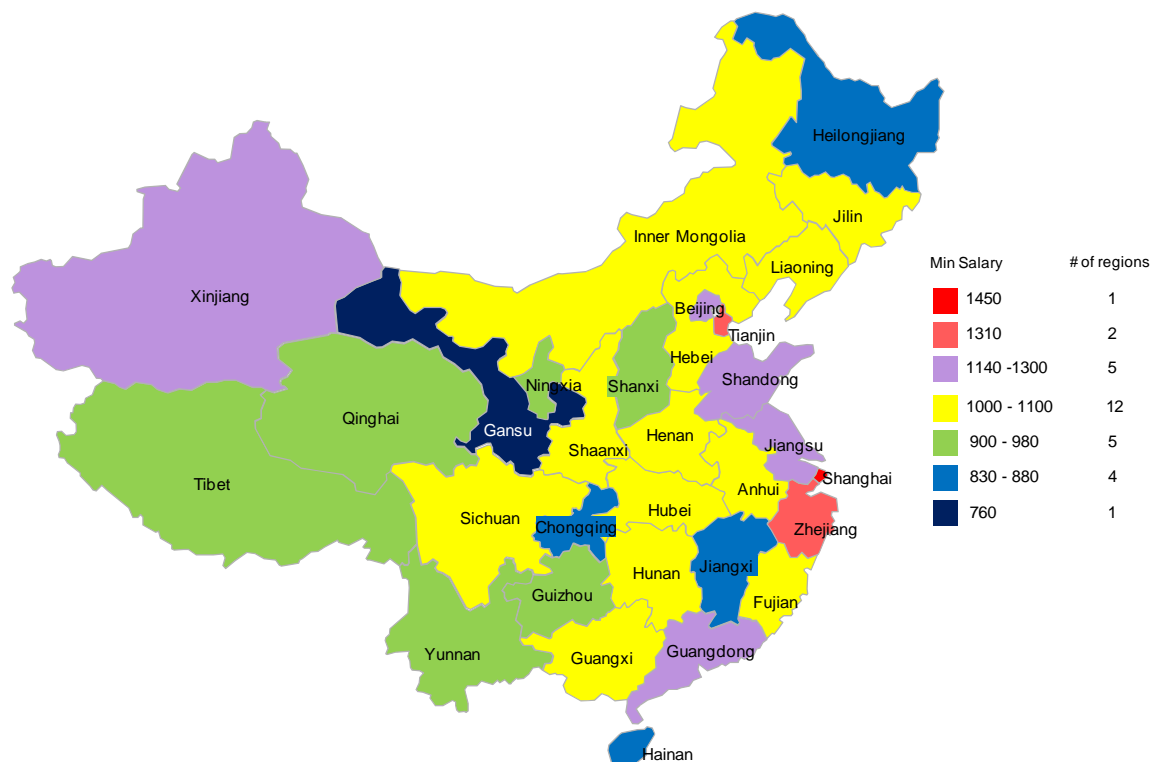 Heilongjiang
Jilin
Inner Mongolia
Liaoning
Xinjiang
Beijing
Tianjin
Hebei
Ningxia
Shanxi
Shandong
Qinghai
Gansu
Henan
Shaanxi
Jiangsu
Shanghai
Tibet
Anhui
Sichuan
Hubei
Chongqing
Zhejiang
Jiangxi
Hunan
Guizhou
Fujian
Yunnan
Guangxi
Guangdong
Hainan
Min Salary # of regions
1450 1
1310 2
1140 -1300 5
1000 - 1100 12
900 - 980 5
830 - 880 4
760 1